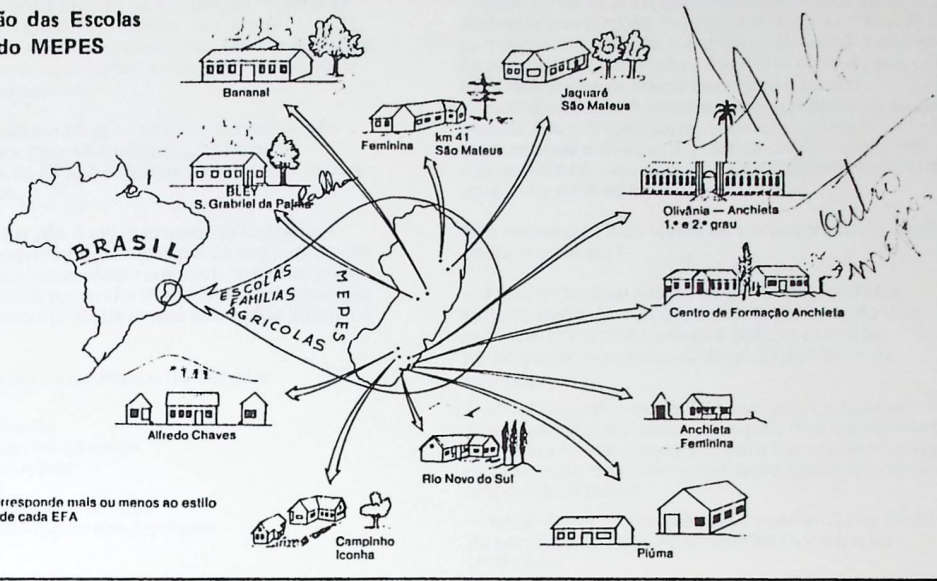 ão das Escolas
do MEPES
Bananal
Feminina
km 41
São Mateus
Jaguaré
São Mateus
BLEY
S. Grabriel da Palha
Olivânia — Anchieta
1.º e 2.º grau
outro
BRASIL
ESCOLAS
FAMILIAS
AGRICOLAS
MEPES
Centro de Formação Anchieta
Alfredo Chaves
Anchieta
Feminina
Rio Novo do Sul
rresponde mais ou menos ao estilo
de cada EFA
Campinho
Iconha
Piúma